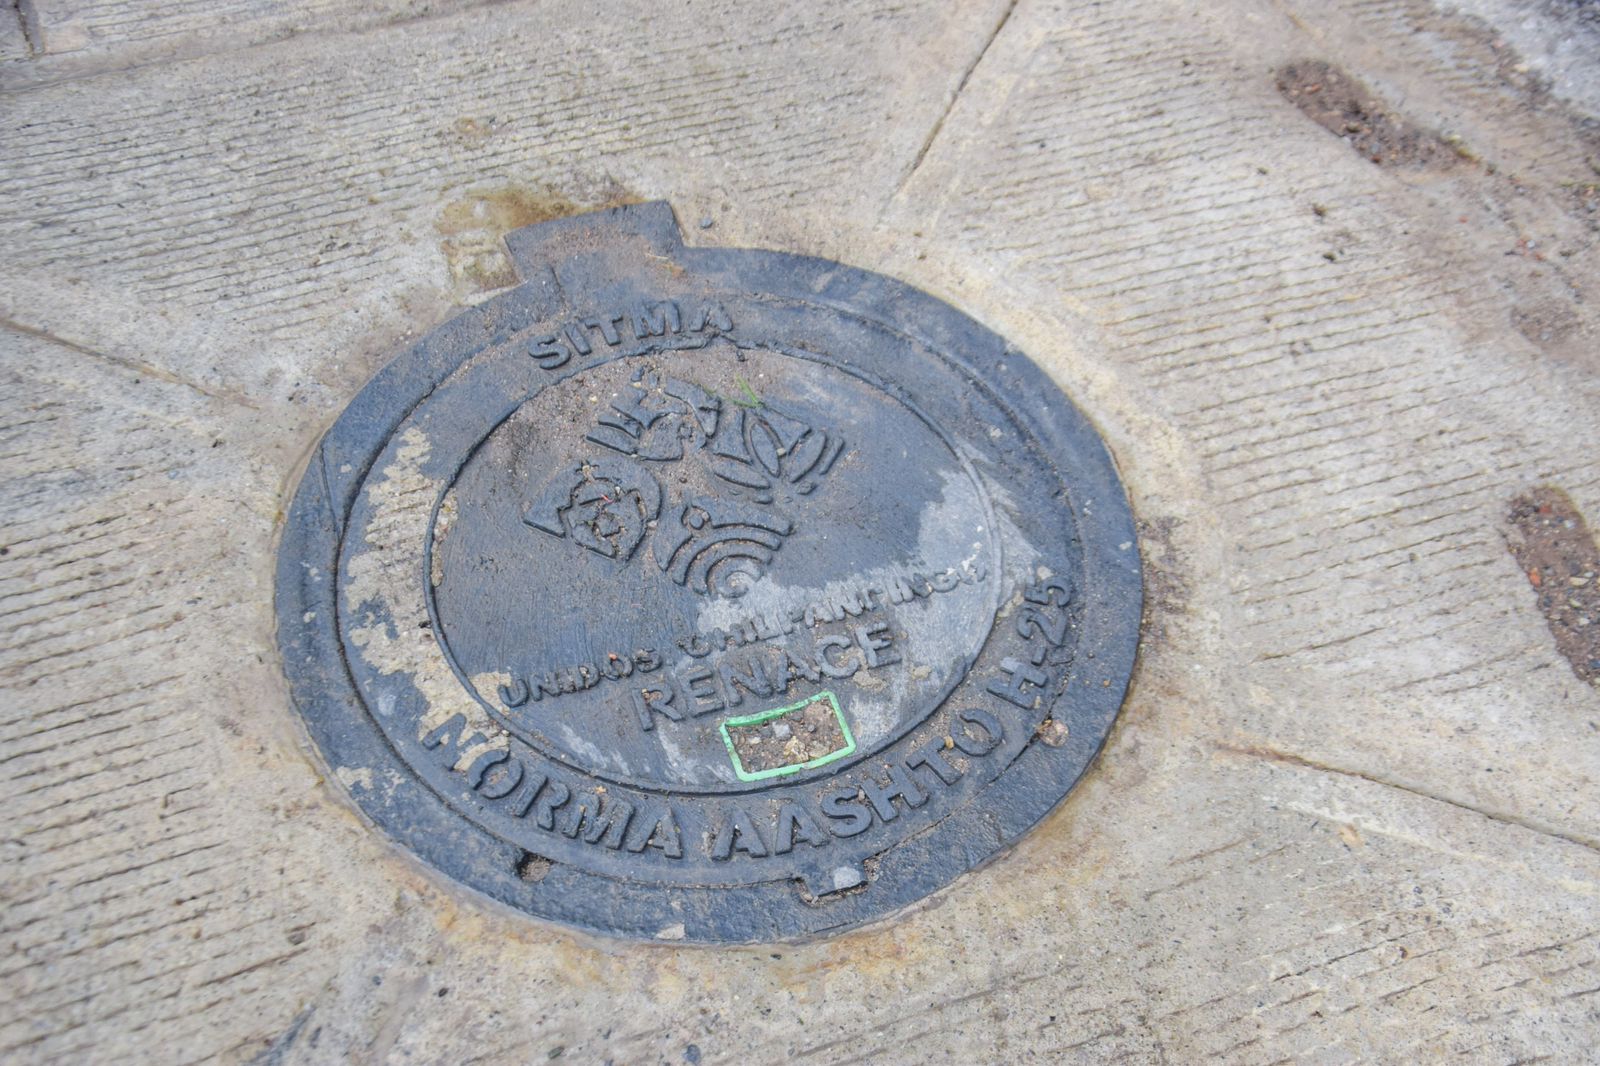 SITMA
UNIDOS CHILPANCINGO
RENACE
NORMA AASHTO H-25